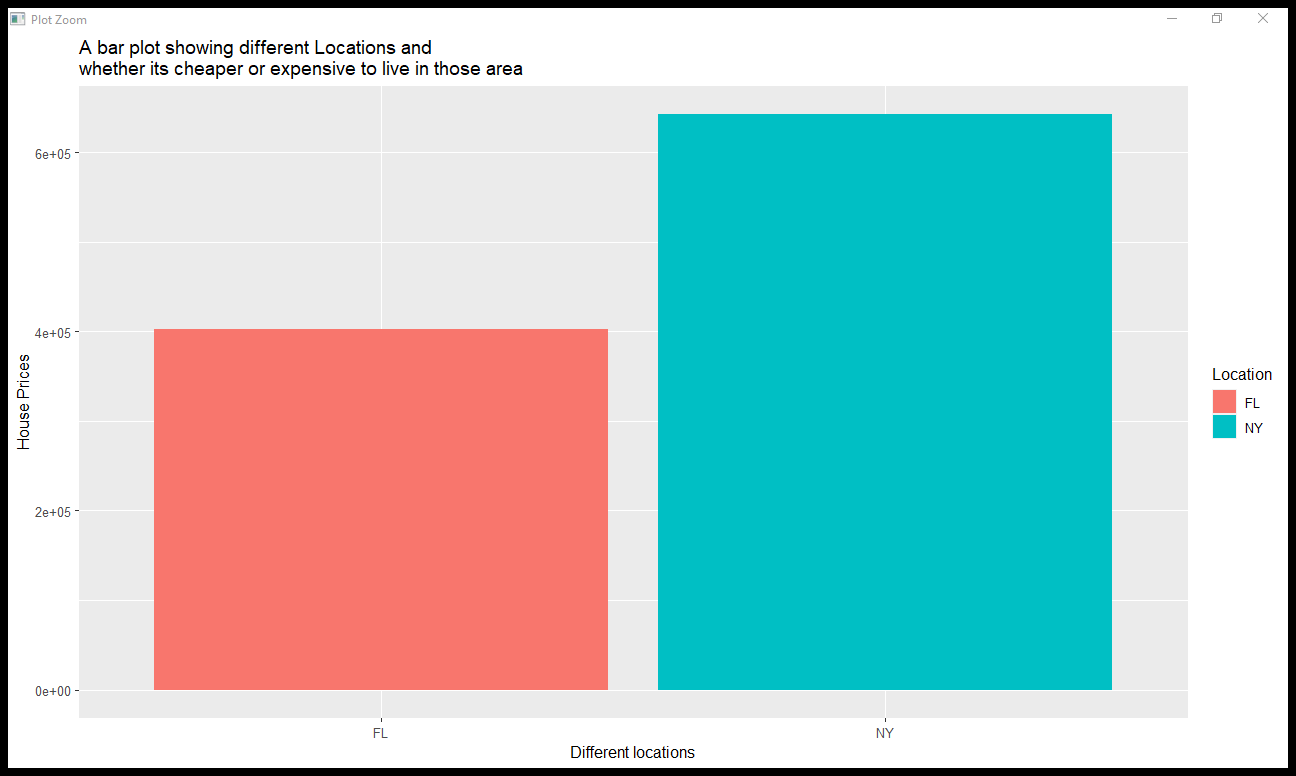 Plot Zoom
A bar plot showing different Locations and
whether its cheaper or expensive to live in those area
6e+05
4e+05
2e+05
0e+00
House Prices
FL
NY
Different locations
Location
FL
NY